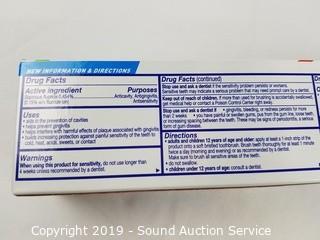 NEW INFORMATION & DIRECTIONS
Drug Facts
Active ingredient Purposes
Stannous fluoride 0.454% Anticavity, Antigingivitis,
(0.15% w/v fluoride ion) Antisensitivity
Uses
• aids in the prevention of cavities
• helps prevent gingivitis
• helps interfere with harmful effects of plaque associated with gingivitis
• builds increasing protection against painful sensitivity of the teeth to
cold, heat, acids, sweets, or contact
Warnings
When using this product for sensitivity, do not use longer than
4 weeks unless recommended by a dentist.
Drug Facts (continued)
Stop use and ask a dentist if the sensitivity problem persists or worsens.
Sensitive teeth may indicate a serious problem that may need prompt care by a dentist.
Keep out of reach of children. If more than used for brushing is accidentally swallowed,
get medical help or contact a Poison Control Center right away.
Stop use and ask a dentist if • gingivitis, bleeding, or redness persists for more
than 2 weeks • you have painful or swollen gums, pus from the gum line, loose teeth,
or increasing spacing between the teeth. These may be signs of periodontitis, a serious
form of gum disease.
Directions
• adults and children 12 years of age and older: apply at least a 1-inch strip of the
product onto a soft bristled toothbrush. Brush teeth thoroughly for at least 1 minute
twice a day (morning and evening) or as recommended by a dentist.
Make sure to brush all sensitive areas of the teeth.
• do not swallow.
• children under 12 years of age: consult a dentist.
Copyright 2019 - Sound Auction Service